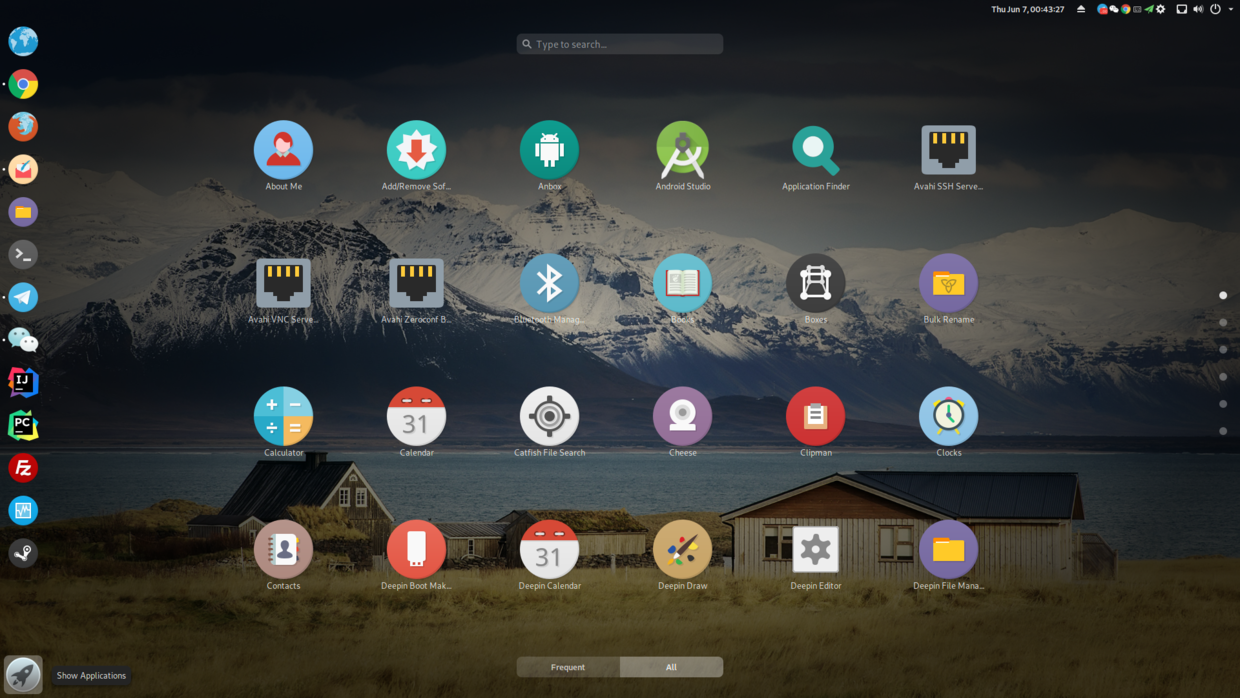 Thu Jun 7, 00:43:27
Type to search...
About Me
Add/Remove Sof...
Anbox
Android Studio
Application Finder
Avahi SSH Serve...
Avahi VNC Serve...
Avahi Zeroconf B...
Bluetooth Manag...
Books
Boxes
Bulk Rename
IJ
PC
FZ
Calculator
31
Calendar
Catfish File Search
Cheese
Clipman
Clocks
Contacts
Deepin Boot Mak...
31
Deepin Calendar
Deepin Draw
Deepin Editor
Deepin File Mana...
Show Applications
Frequent
All